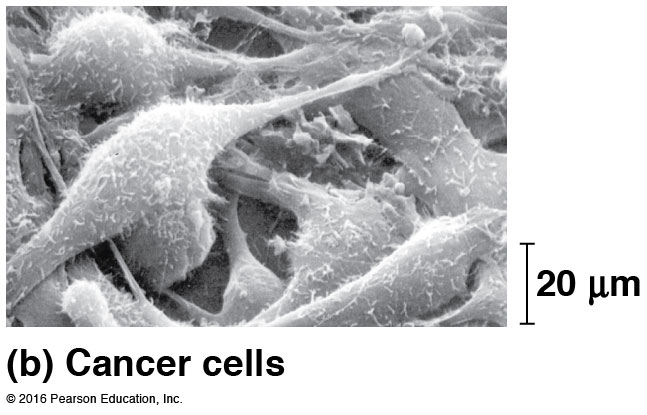 20 µm
(b) Cancer cells
© 2016 Pearson Education, Inc.